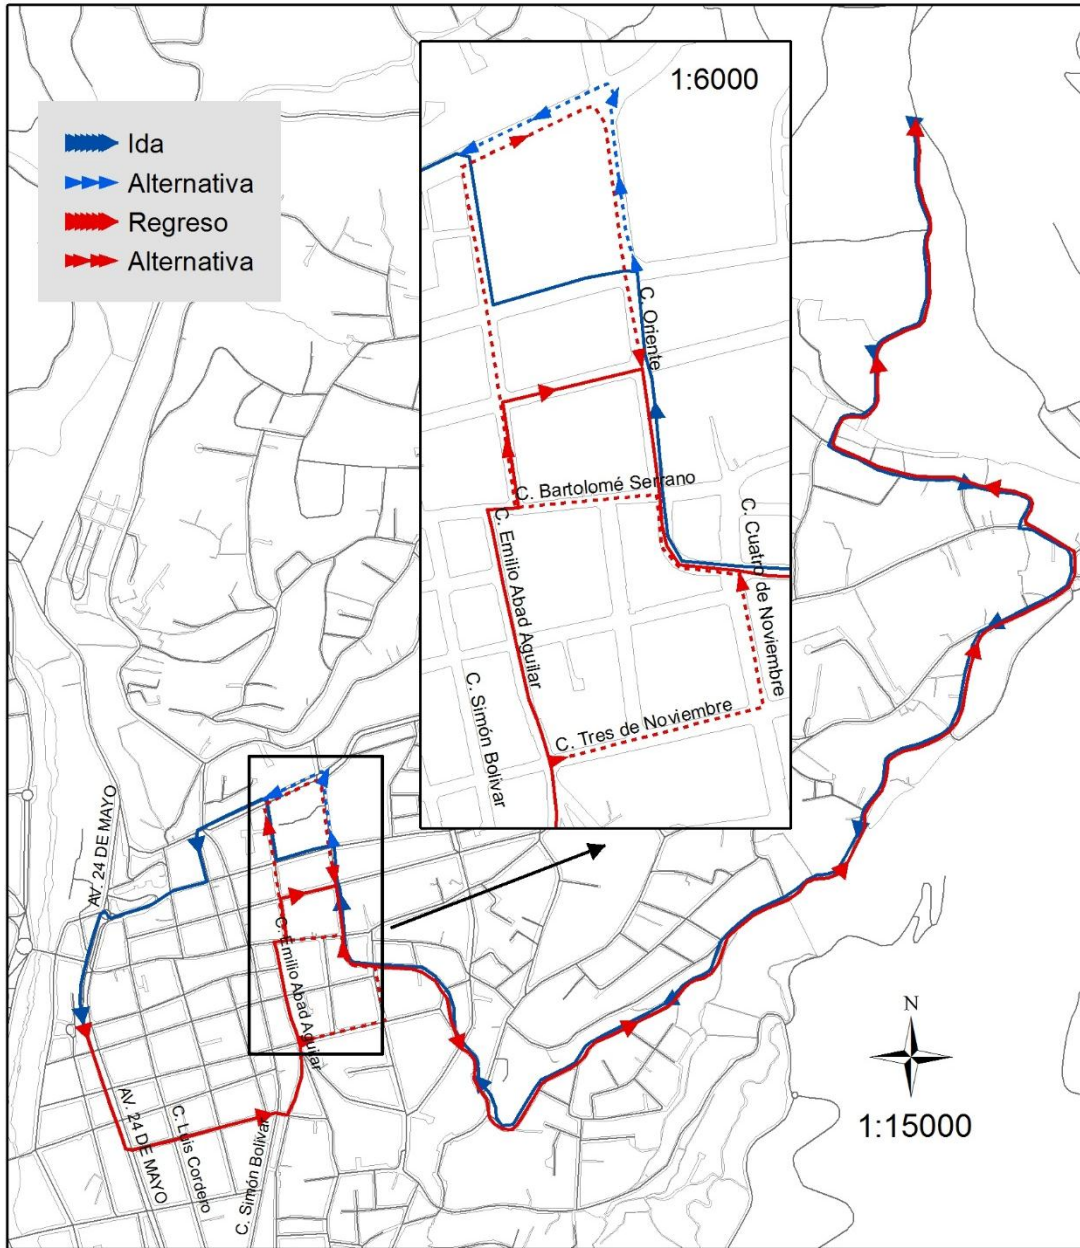 1:6000
Ida
Alternativa
Regreso
Alternativa
C. Oriente
C. Bartolomé Serrano
C. Emilio Abad Aguilar
C. Cuatro de Noviembre
C. Simón Bolivar
C. Tres de Noviembre
AV. 24 DE MAYO
C. Emilio Abad Aguilar
AV. 24 DE MAYO
C. Luis Cordero
C. Simón Bolivar
N
1:15000